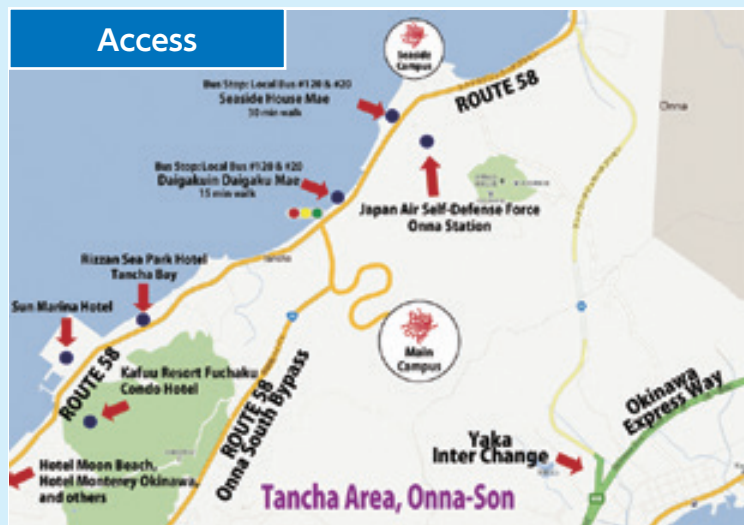 Access
Seaside
Campus
ROUTE 58
Onna
Bus Stop: Local Bus #120 & #20
Seaside House Mae
30 min walk
Bus Stop: Local Bus #120 & #20
Daigakuin Daigaku Mae
15 min walk
Japan Air Self-Defense Force
Onna Station
Tancha
Rizzan Sea Park Hotel
Tancha Bay
Sun Marina Hotel
Main
Campus
ROUTE 58
Kafuu Resort Fuchaku
Condo Hotel
ROUTE 58
Onna South Bypass
Okinawa
Express Way
Yaka
Inter Change
Hotel Moon Beach,
Hotel Monterey Okinawa,
and others
Tancha Area, Onna-Son